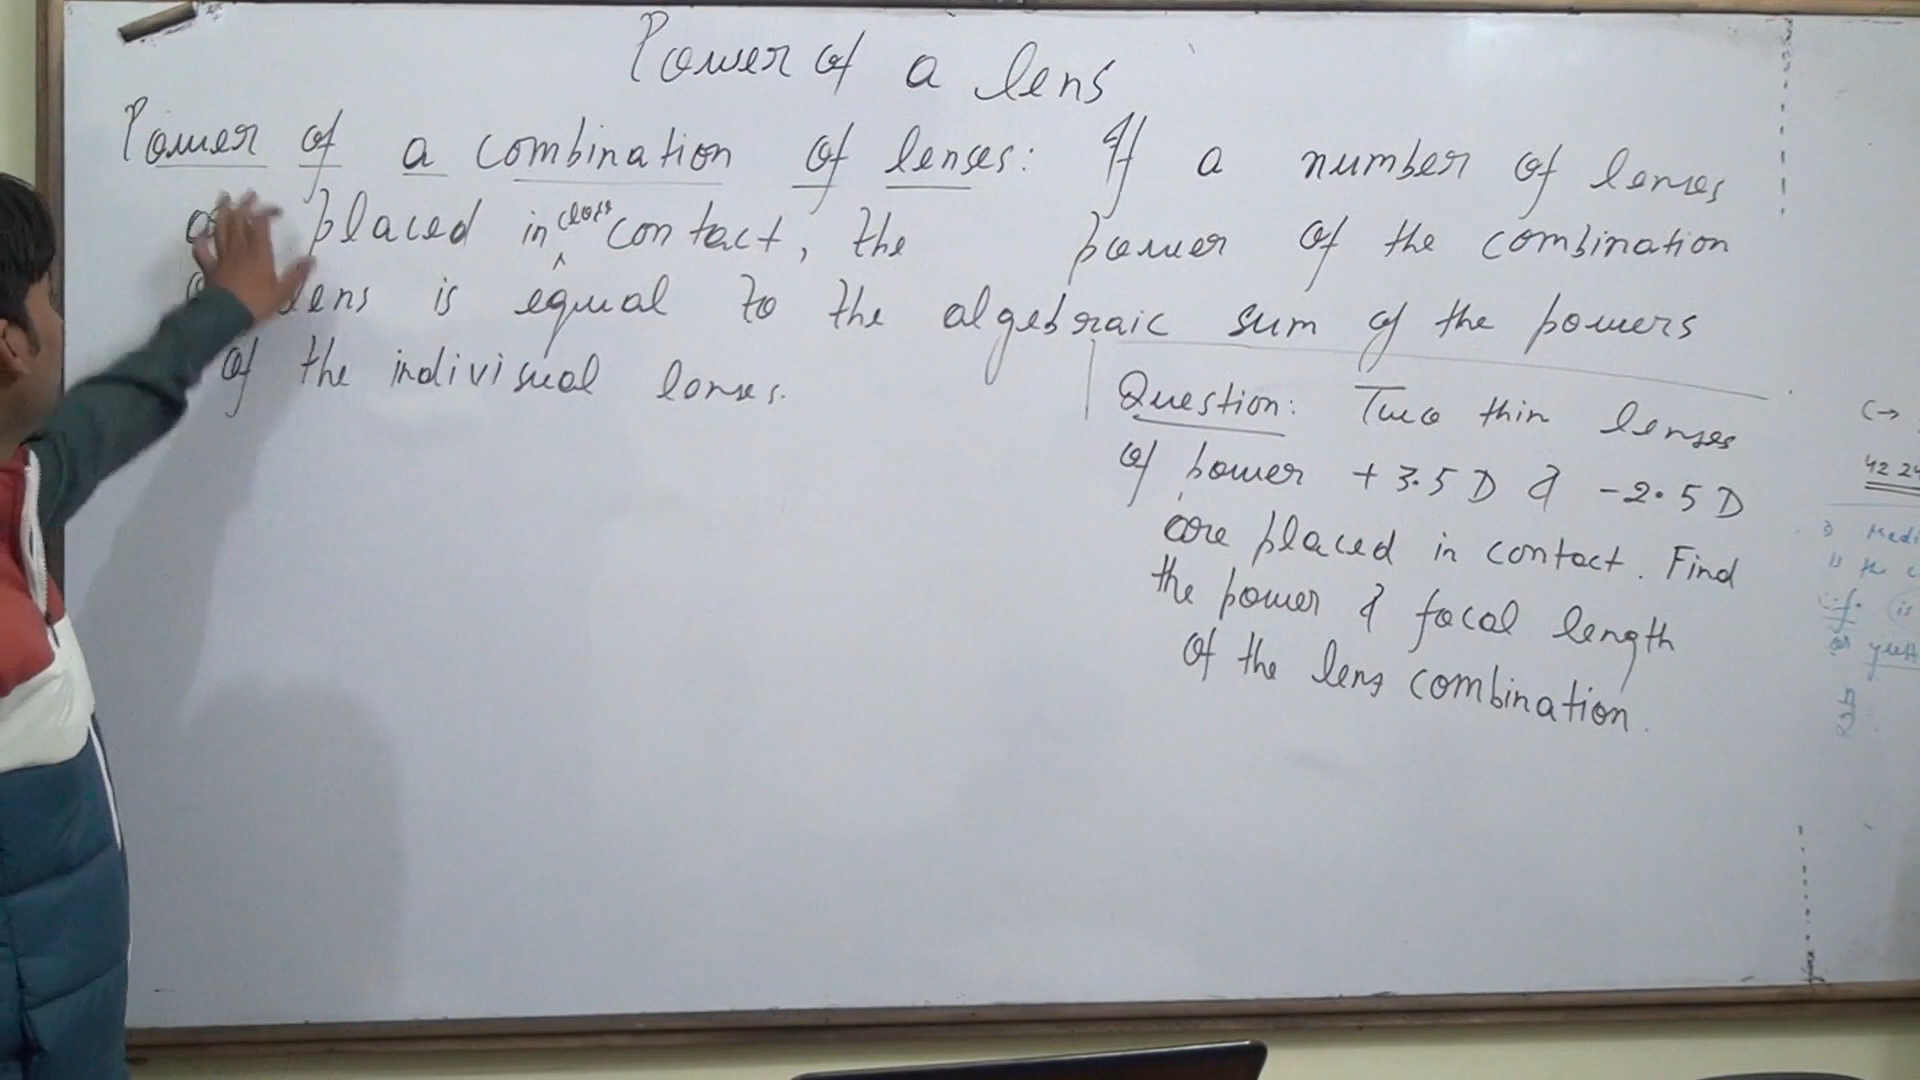 Power of a lens
Power of a combination of lenses: If a number of lenses
placed in close contact, the power of the combination
lens is equal to the algebraic sum of the powers
of the indivisual lenses.
Question: Two thin lenses
of power +3.5 D & -2.5 D
are placed in contact. Find
the power & focal length
of the lens combination.
C→
42 24